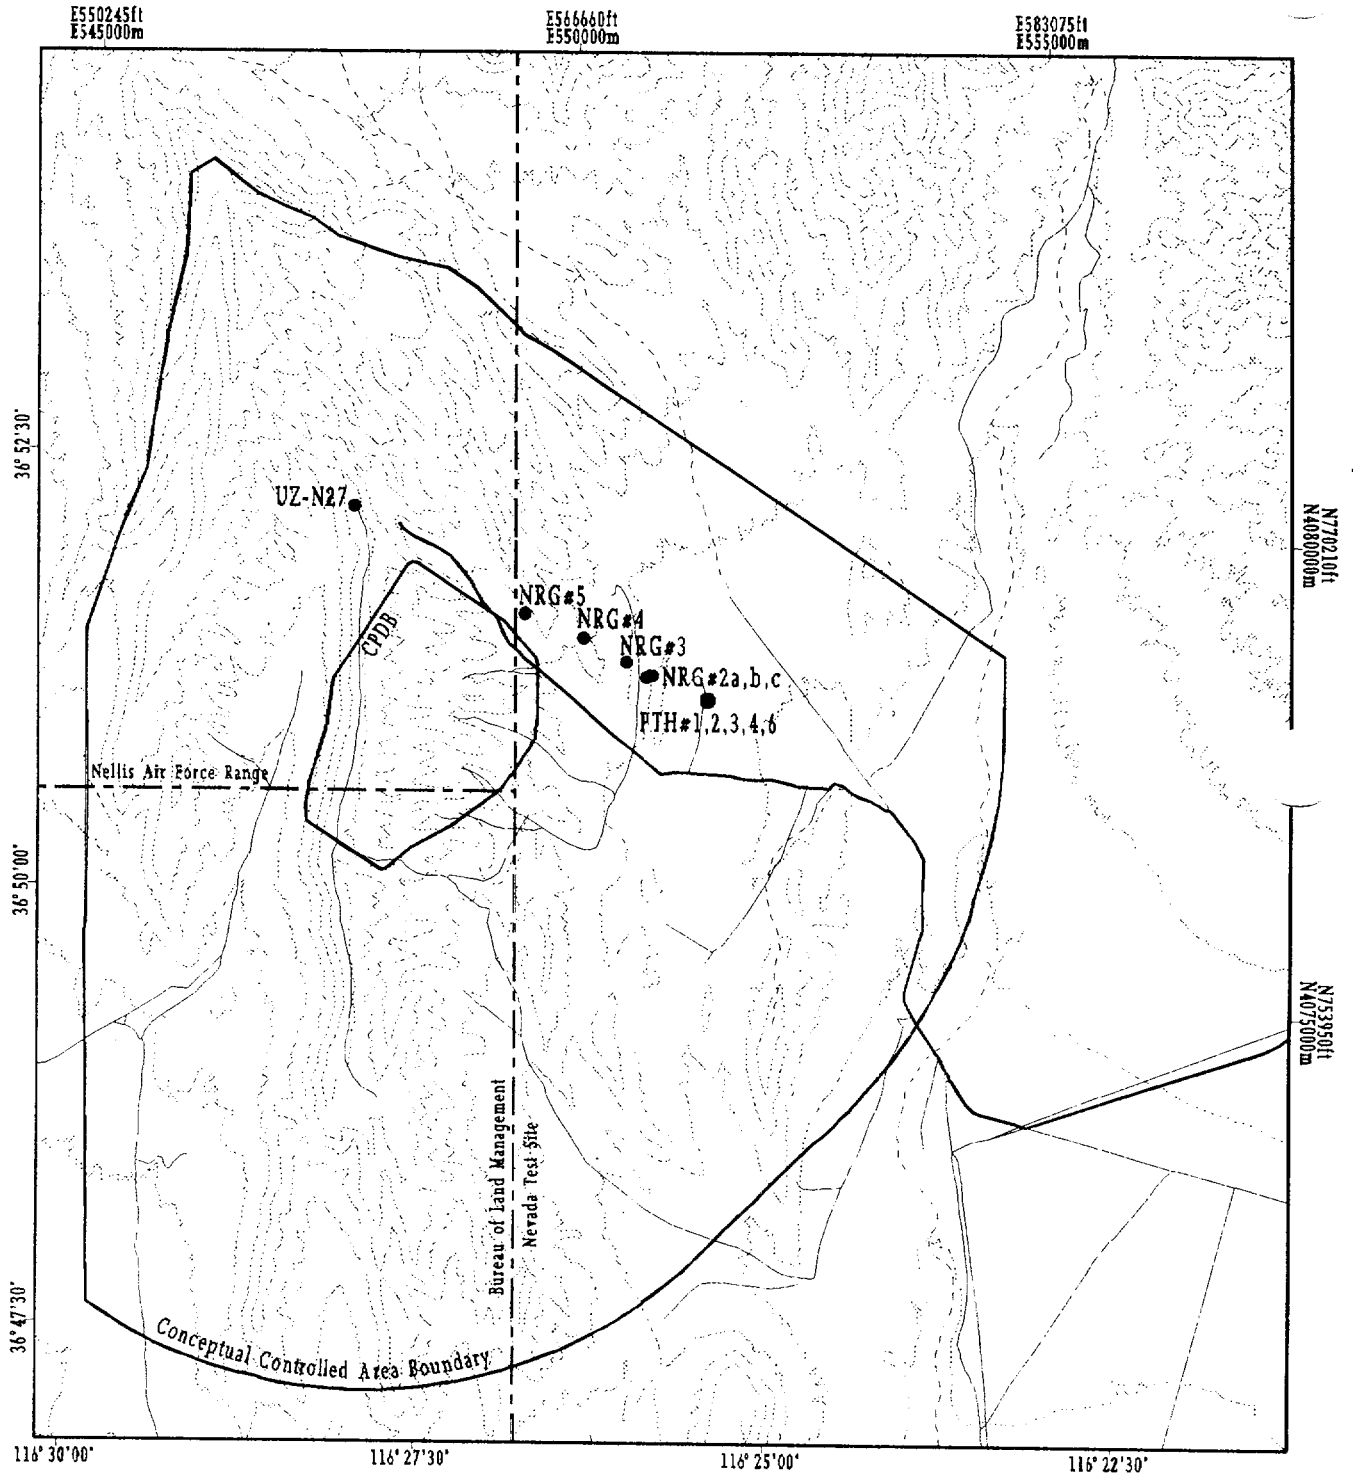 E550245ft
E545000m
E566660ft
E550000m
E583075ft
E555000m
36° 52'30"
N770210ft
N4080000m
UZ-N27
NRG#5
NRG#4
NRG#3
NRG#2a,b,c
PTH#1,2,3,4,6
CPDB
Nellis Air Force Range
36° 50'00"
N753950ft
N4075000m
Bureau of Land Management
Nevada Test Site
36° 47'30"
Conceptual Controlled Area Boundary
116° 30'00"
116° 27'30"
116° 25'00"
116° 22'30"